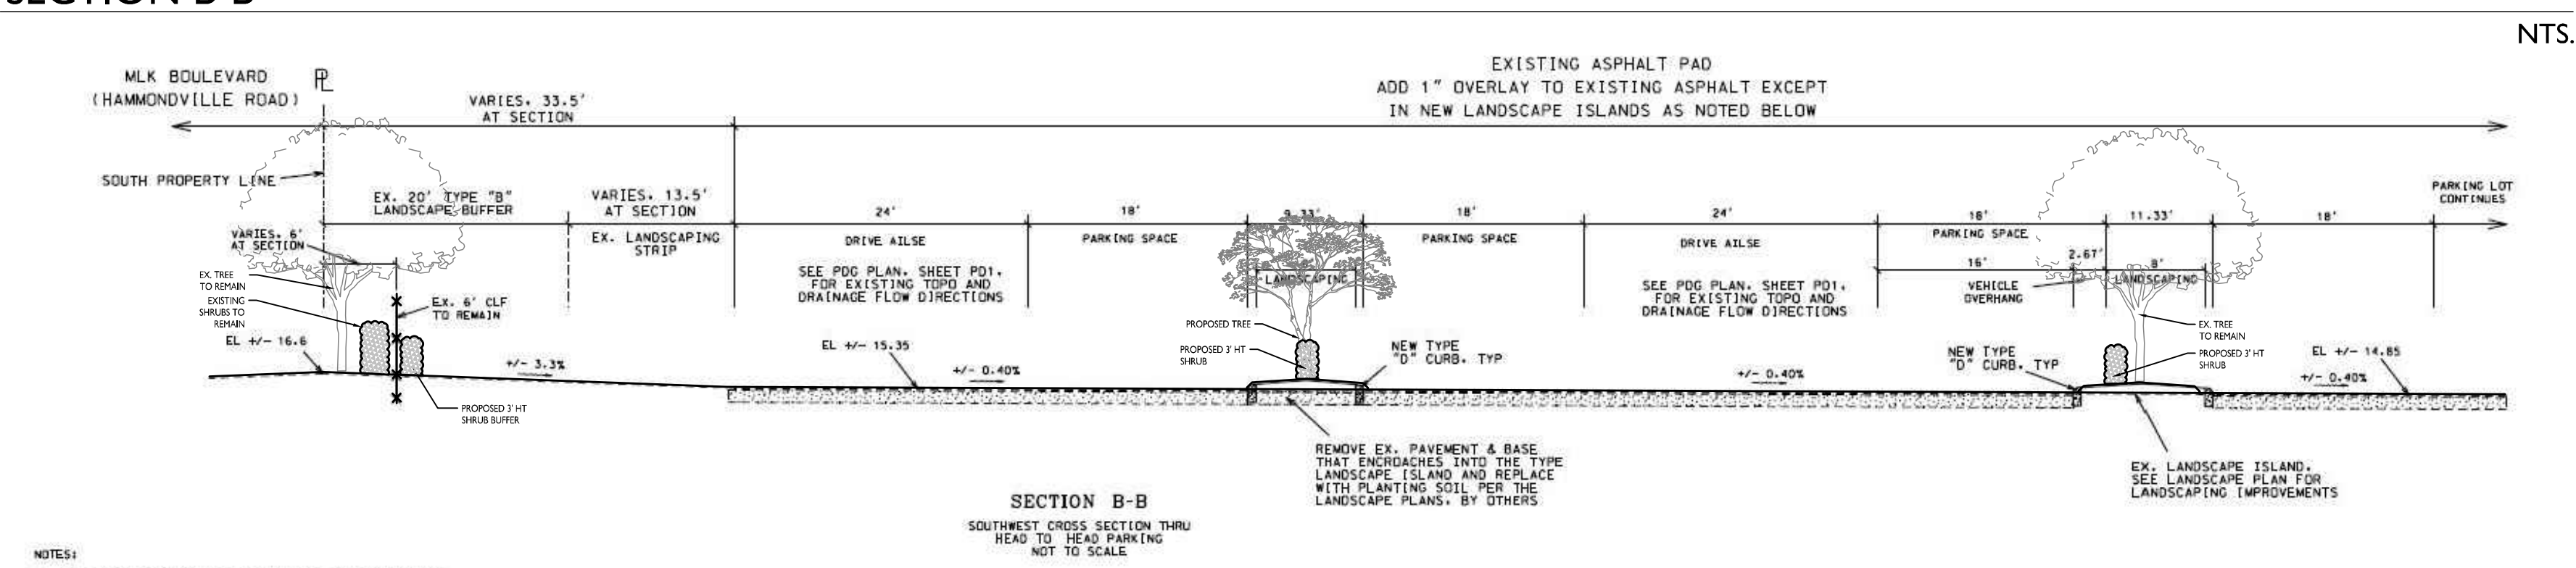 SECTION B-B
NTS.
MLK BOULEVARD
(HAMMONDVILLE ROAD)
PL
VARIES. 33.5'
AT SECTION
EXISTING ASPHALT PAD
ADD 1" OVERLAY TO EXISTING ASPHALT EXCEPT
IN NEW LANDSCAPE ISLANDS AS NOTED BELOW
SOUTH PROPERTY LINE
EX. 20' TYPE "B"
LANDSCAPE BUFFER
VARIES. 13.5'
AT SECTION
EX. LANDSCAPING
STRIP
VARIES. 6'
AT SECTION
24'
DRIVE AILSE
18'
PARKING SPACE
9.33'
LANDSCAPING
18'
PARKING SPACE
24'
DRIVE AILSE
16'
PARKING SPACE
11.33'
18'
PARKING LOT
CONTINUES
16'
2.67'
8'
LANDSCAPING
VEHICLE
OVERHANG
SEE PDG PLAN. SHEET PD1.
FOR EXISTING TOPO AND
DRAINAGE FLOW DIRECTIONS
SEE PDG PLAN. SHEET PD1.
FOR EXISTING TOPO AND
DRAINAGE FLOW DIRECTIONS
EX. TREE
TO REMAIN
EXISTING
SHRUBS TO
REMAIN
EX. 6' CLF
TO REMAIN
EL +/- 16.6
+/- 3.3%
PROPOSED 3' HT
SHRUB BUFFER
EL +/- 15.35
+/- 0.40%
PROPOSED TREE
PROPOSED 3' HT
SHRUB
NEW TYPE
"D" CURB. TYP
+/- 0.40%
NEW TYPE
"D" CURB. TYP
EX. TREE
TO REMAIN
PROPOSED 3' HT
SHRUB
EL +/- 14.85
+/- 0.40%
REMOVE EX. PAVEMENT & BASE
THAT ENCROACHES INTO THE TYPE
LANDSCAPE ISLAND AND REPLACE
WITH PLANTING SOIL PER THE
LANDSCAPE PLANS. BY OTHERS
EX. LANDSCAPE ISLAND.
SEE LANDSCAPE PLAN FOR
LANDSCAPING IMPROVEMENTS
SECTION B-B
SOUTHWEST CROSS SECTION THRU
HEAD TO HEAD PARKING
NOT TO SCALE
NOTES: